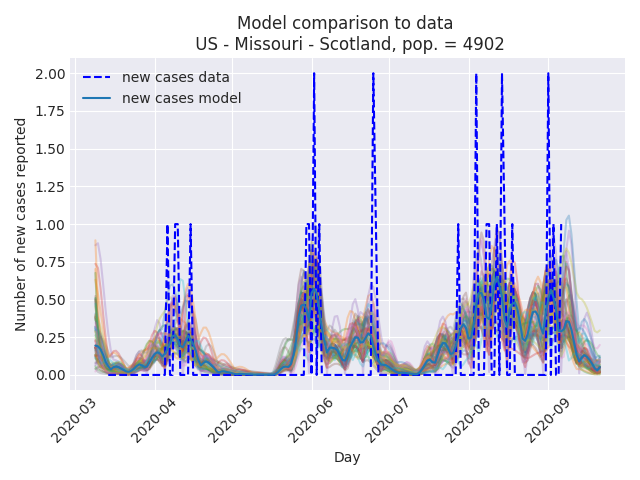 Model comparison to data
US - Missouri - Scotland, pop. = 4902
new cases data
new cases model
Number of new cases reported
2.00
1.75
1.50
1.25
1.00
0.75
0.50
0.25
0.00
2020-03
2020-04
2020-05
2020-06
2020-07
2020-08
2020-09
Day